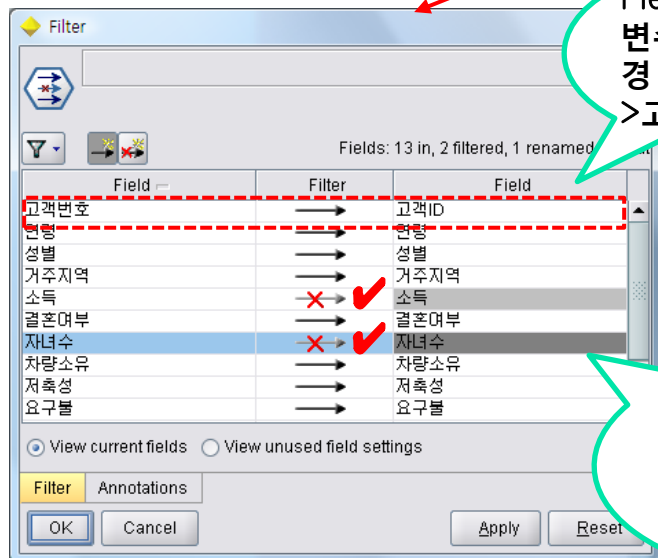 Filter
변
경
>고
Fields: 13 in, 2 filtered, 1 renamed
Field Filter Field
고객번호 고객ID
연령 연령
성별 성별
거주지역 거주지역
소득 소득
결혼여부 결혼여부
자녀수 자녀수
차량소유 차량소유
저축성 저축성
요구불 요구불
View current fields View unused field settings
Filter Annotations
OK Cancel Apply Reset